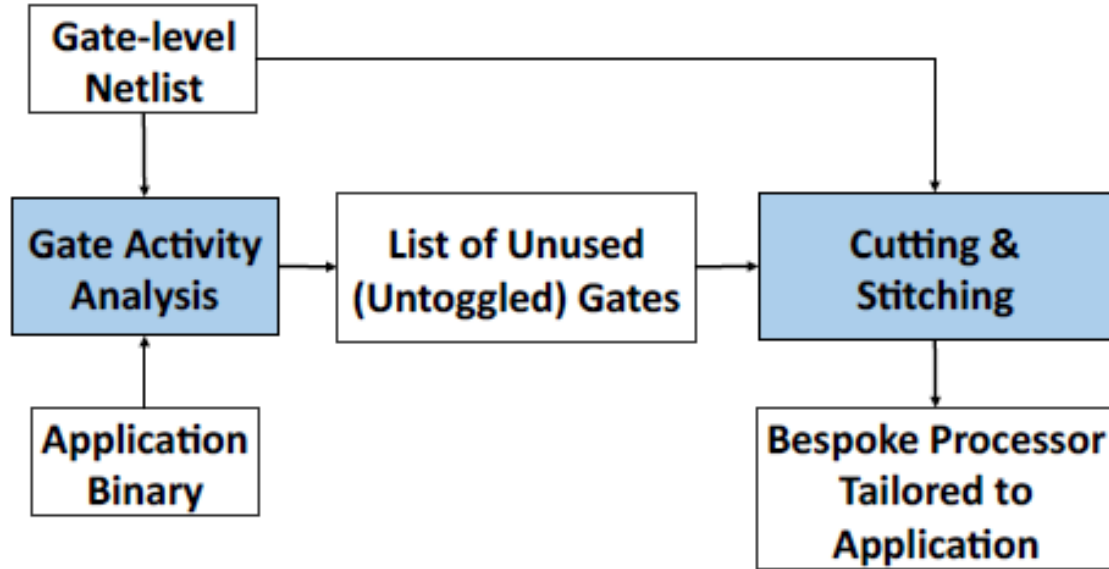 Gate-level
Netlist
Gate Activity
Analysis
List of Unused
(Untoggled) Gates
Cutting &
Stitching
Application
Binary
Bespoke Processor
Tailored to
Application